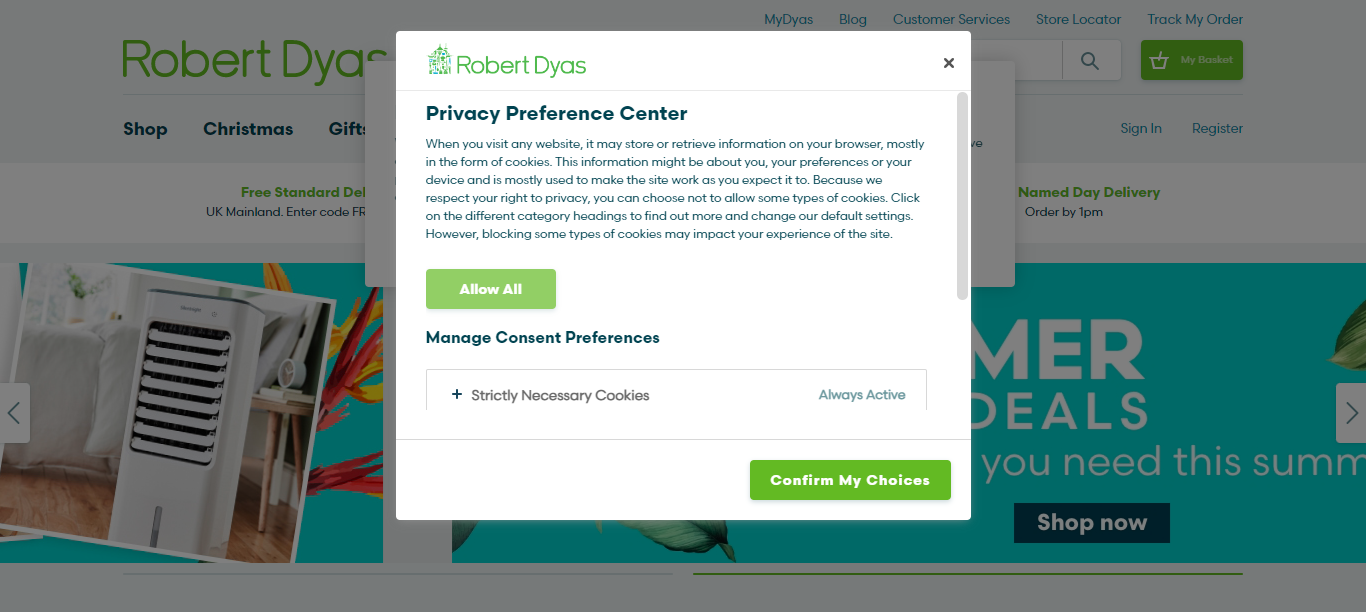 MyDyas Blog Customer Services Store Locator Track My Order
Robert Dyas
Robert Dyas
My Basket
Shop Christmas Gifts
Sign In Register
Privacy Preference Center
When you visit any website, it may store or retrieve information on your browser, mostly
in the form of cookies. This information might be about you, your preferences or your
device and is mostly used to make the site work as you expect it to. Because we
respect your right to privacy, you can choose not to allow some types of cookies. Click
on the different category headings to find out more and change our default settings.
However, blocking some types of cookies may impact your experience of the site.
Free Standard Del
UK Mainland. Enter code FR
Named Day Delivery
Order by 1pm
Allow All
Manage Consent Preferences
+ Strictly Necessary Cookies Always Active
Confirm My Choices
MER
DEALS
you need this summ
Shop now